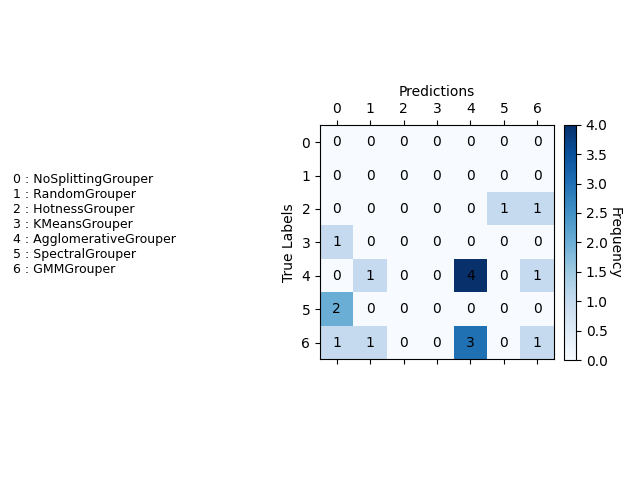 Predictions
0 1 2 3 4 5 6
0 : NoSplittingGrouper
1 : RandomGrouper
2 : HotnessGrouper
3 : KMeansGrouper
4 : AgglomerativeGrouper
5 : SpectralGrouper
6 : GMMGrouper
True Labels
0 0 0 0 0 0 0 0
1 0 0 0 0 0 0 0
2 0 0 0 0 0 1 1
3 1 0 0 0 0 0 0
4 0 1 0 0 4 0 1
5 2 0 0 0 0 0 0
6 1 1 0 0 3 0 1
4.0
3.5
3.0
2.5
2.0
1.5
1.0
0.5
0.0
Frequency